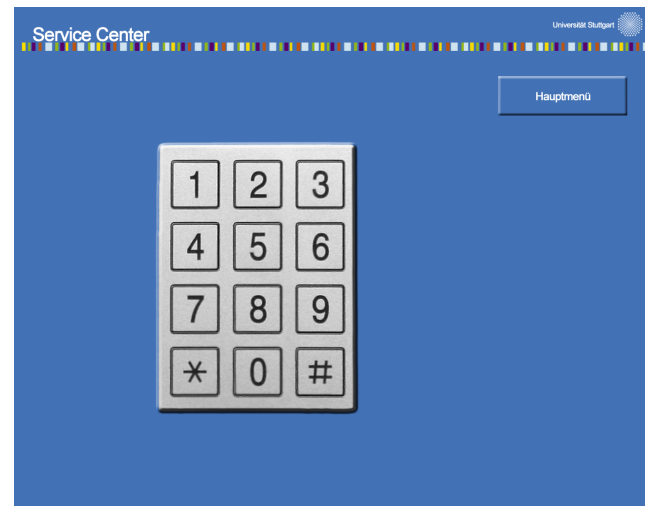 Service Center
Universität Stuttgart
Hauptmenü
1 2 3
4 5 6
7 8 9
* 0 #